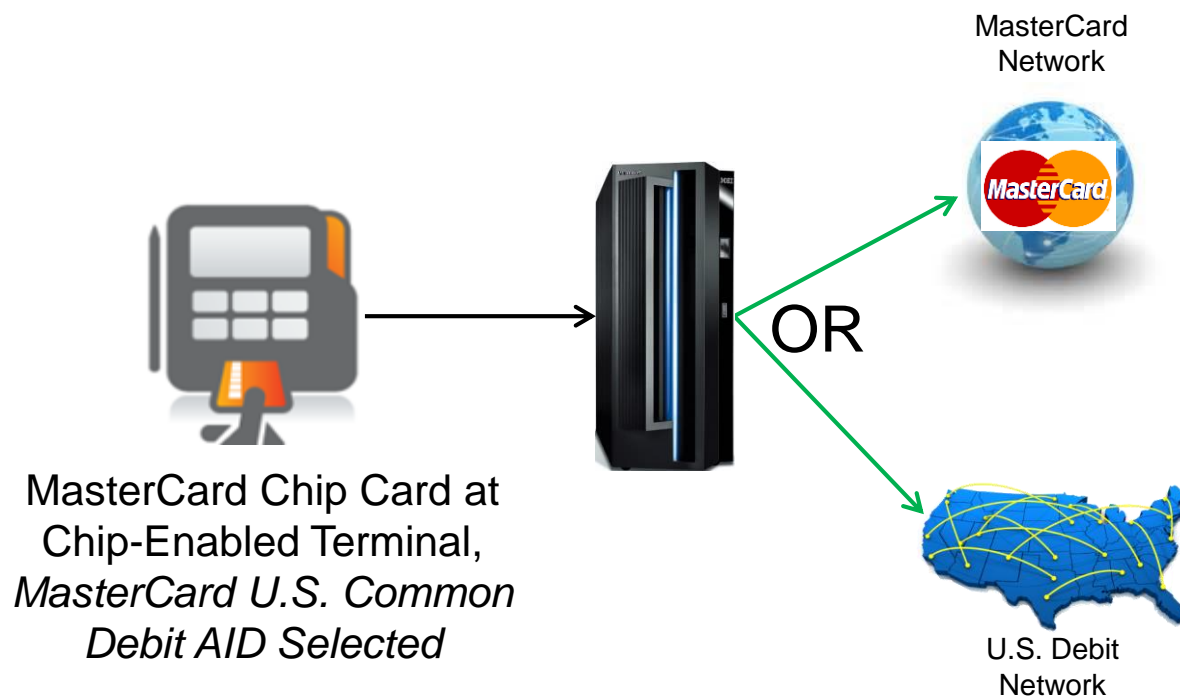 MasterCard
Network
MasterCard
OR
MasterCard Chip Card at
Chip-Enabled Terminal,
MasterCard U.S. Common
Debit AID Selected
U.S. Debit
Network